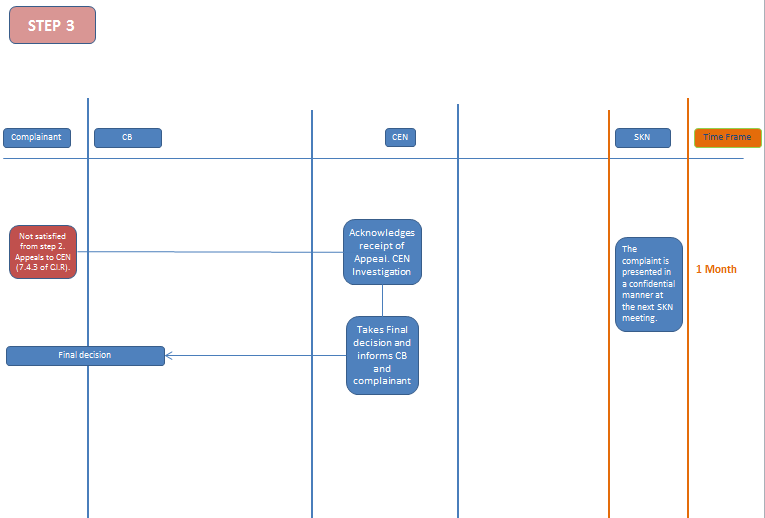 STEP 3
Complainant
CB
CEN
SKN
Time Frame
Not satisfied
from step 2.
Appeals to CEN
(7.4.3 of CI.R).
Acknowledges
receipt of
Appeal. CEN
Investigation
The
complaint is
presented in
a confidential
manner at
the next SKN
meeting.
1 Month
Takes Final
decision and
informs CB
and
complainant
Final decision